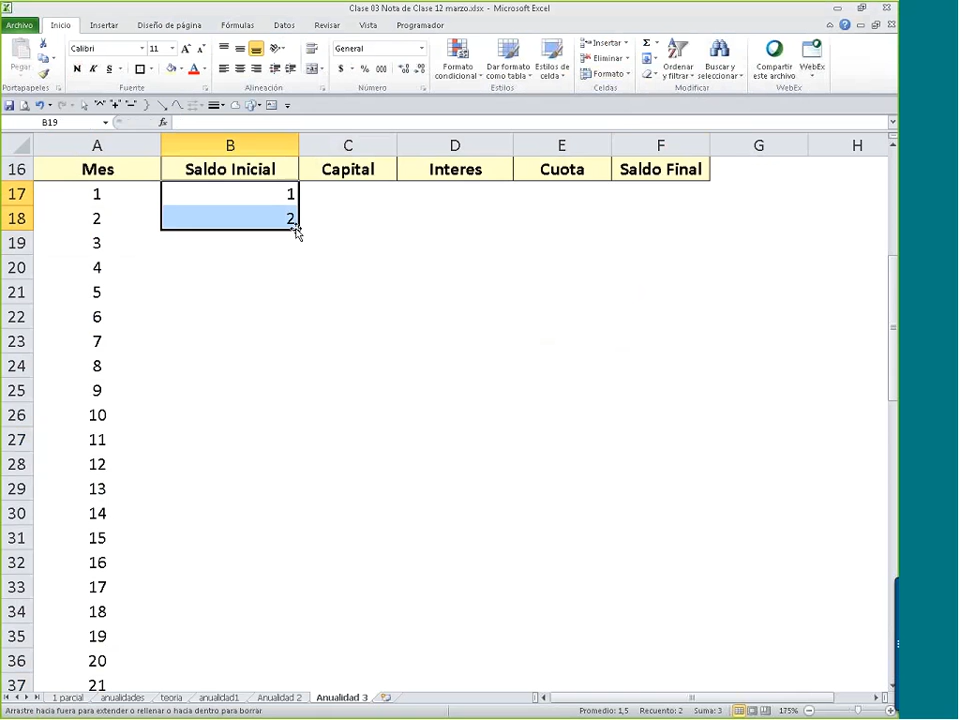 Clase 03 Nota de Clase 12 marzo.xlsx - Microsoft Excel
Archivo Inicio Insertar Diseño de página Fórmulas Datos Revisar Vista Programador
Pegar
Calibri 11
N K S A
General
$ % 000
Formato condicional
Dar formato como tabla
Estilos de celda
Insertar
Eliminar
Formato
Σ
Ordenar y filtrar
Buscar y seleccionar
Compartir este archivo
WebEx
Portapapeles Fuente Alineación Número Estilos Celdas Modificar WebEx
B19 fx
A B C D E F G H
16 Mes Saldo Inicial Capital Interes Cuota Saldo Final
17 1 1
18 2 2
19 3
20 4
21 5
22 6
23 7
24 8
25 9
26 10
27 11
28 12
29 13
30 14
31 15
32 16
33 17
34 18
35 19
36 20
37 21
1 parcial anualidades teoria anualidad1 Anualidad 2 Anualidad 3
Arrastre hacia fuera para extender o rellenar o hacia dentro para borrar. Promedio: 1,5 Recuento: 2 Suma: 3 175%